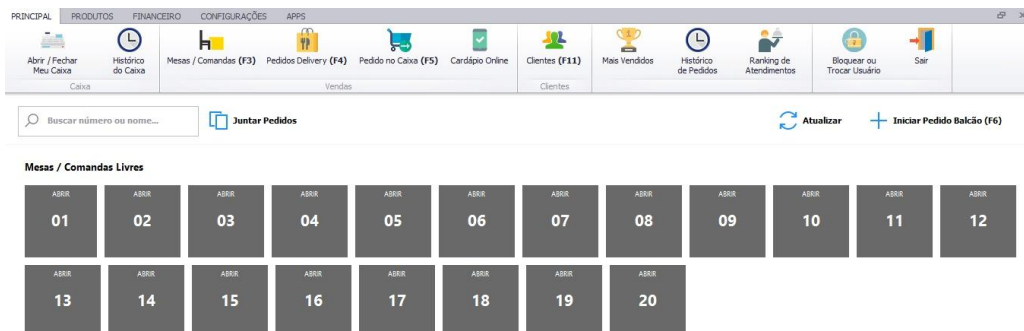 PRINCIPAL PRODUTOS FINANCEIRO CONFIGURAÇÕES APPS
Abrir / Fechar Meu Caixa
Histórico do Caixa
Mesas / Comandas (F3)
Pedidos Delivery (F4)
Pedido no Caixa (F5)
Cardápio Online
Clientes (F11)
Mais Vendidos
Histórico de Pedidos
Ranking de Atendimentos
Bloquear ou Trocar Usuário
Sair
Caixa Vendas Clientes
Buscar número ou nome... Juntar Pedidos Atualizar Iniciar Pedido Balcão (F6)
Mesas / Comandas Livres
ABRIR ABRIR ABRIR ABRIR ABRIR ABRIR ABRIR ABRIR ABRIR ABRIR ABRIR ABRIR
01 02 03 04 05 06 07 08 09 10 11 12
ABRIR ABRIR ABRIR ABRIR ABRIR ABRIR ABRIR ABRIR
13 14 15 16 17 18 19 20